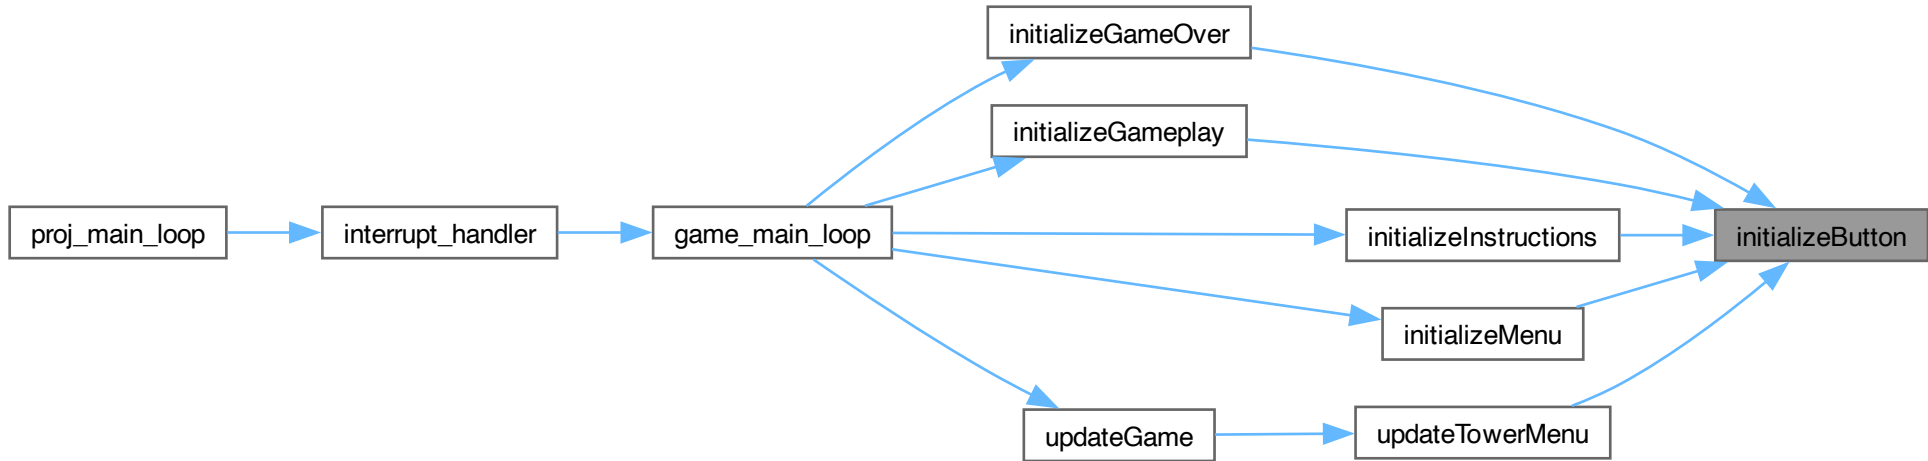 initializeGameOver
initializeGameplay
proj_main_loop
interrupt_handler
game_main_loop
initializeInstructions
initializeButton
initializeMenu
updateGame
updateTowerMenu